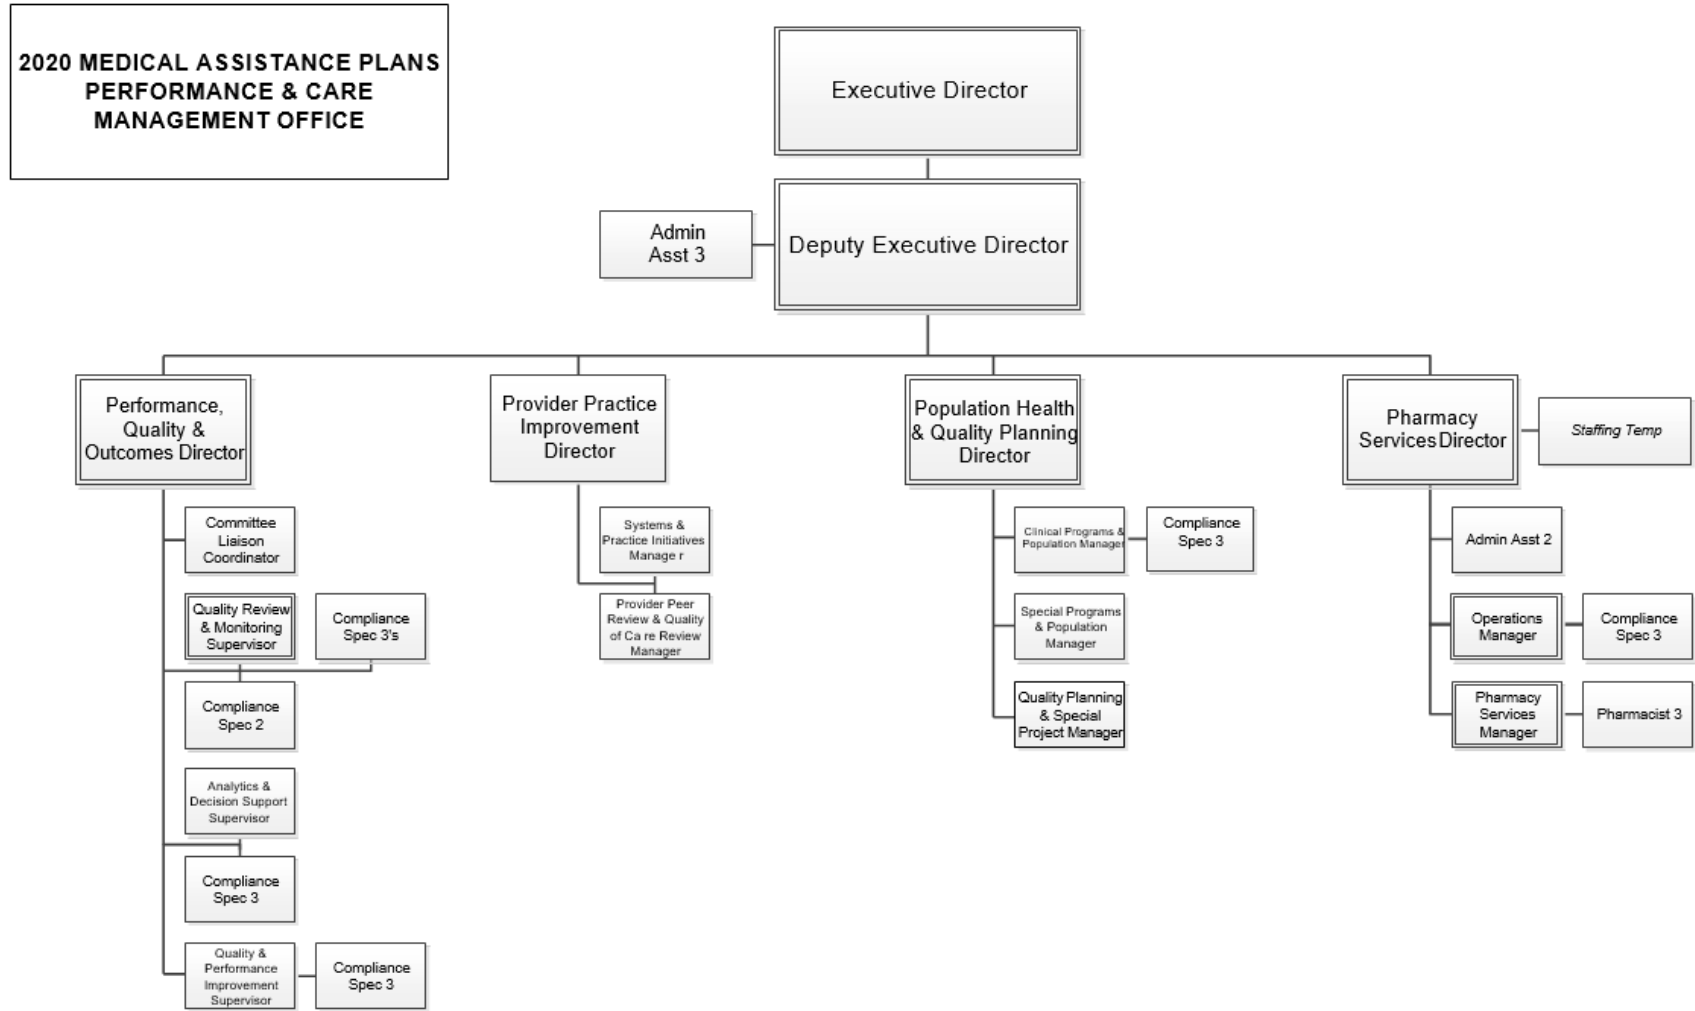 2020 MEDICAL ASSISTANCE PLANS
PERFORMANCE & CARE
MANAGEMENT OFFICE
Executive Director
Admin
Asst 3
Deputy Executive Director
Performance,
Quality &
Outcomes Director
Provider Practice
Improvement
Director
Population Health
& Quality Planning
Director
Pharmacy
Services Director
Staffing Temp
Committee
Liaison
Coordinator
Quality Review
& Monitoring
Supervisor
Compliance
Spec 3's
Compliance
Spec 2
Analytics &
Decision Support
Supervisor
Compliance
Spec 3
Quality &
Performance
Improvement
Supervisor
Compliance
Spec 3
Systems &
Practice Initiatives
Manage r
Provider Peer
Review & Quality
of Ca re Review
Manager
Clinical Programs &
Population Manager
Compliance
Spec 3
Special Programs
& Population
Manager
Quality Planning
& Special
Project Manager
Admin Asst 2
Operations
Manager
Compliance
Spec 3
Pharmacy
Services
Manager
Pharmacist 3